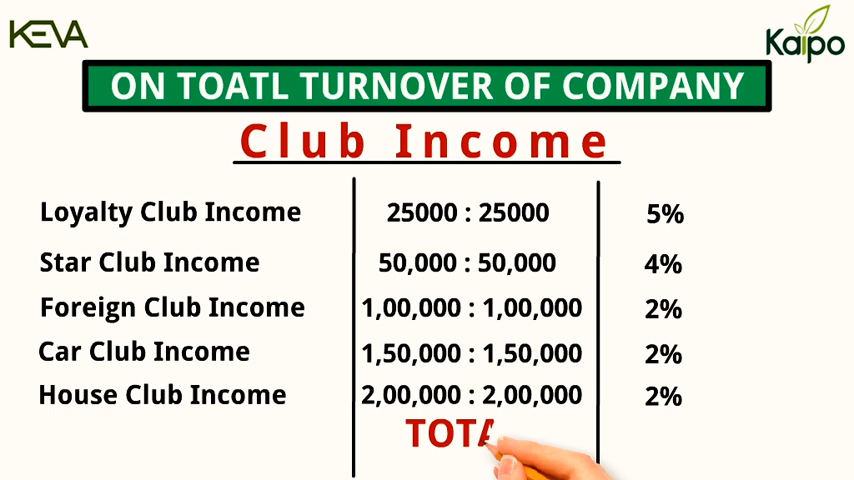 KEVA
Kaipo
ON TOATL TURNOVER OF COMPANY
Club Income
Loyalty Club Income 25000 : 25000 5%
Star Club Income 50,000 : 50,000 4%
Foreign Club Income 1,00,000 : 1,00,000 2%
Car Club Income 1,50,000 : 1,50,000 2%
House Club Income 2,00,000 : 2,00,000 2%
TOTA